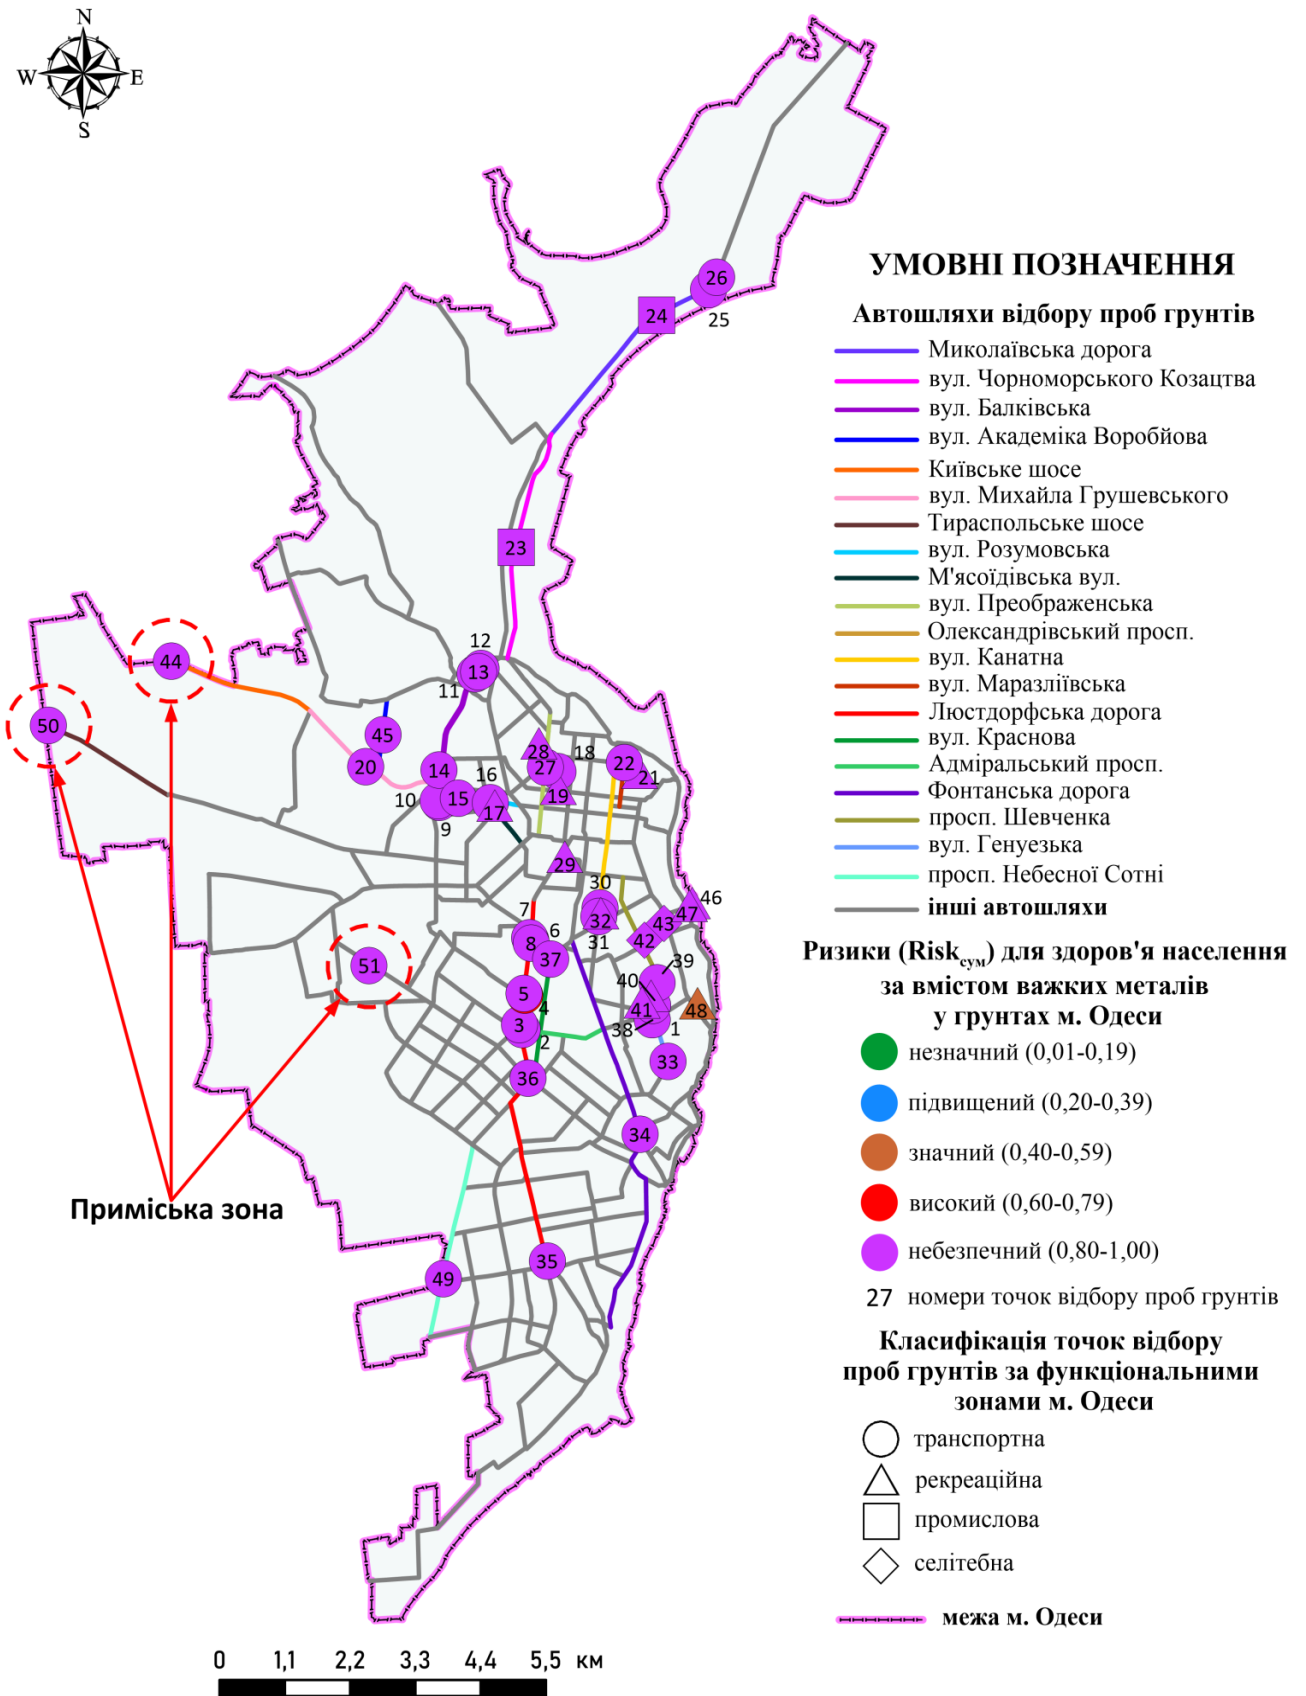 N
W E
S
26
24
25
23
12
13
11
44
50
45
20
14
28
27
18
22
21
19
16
10
15
17
9
29
30
32
31
46
47
43
42
7
8
6
37
39
51
5
40
48
4
41
3
38
1
2
33
36
34
35
49
Приміська зона
УМОВНІ ПОЗНАЧЕННЯ
Автошляхи відбору проб грунтів
Миколаївська дорога
вул. Чорноморського Козацтва
вул. Балківська
вул. Академіка Воробйова
Київське шосе
вул. Михайла Грушевського
Тираспольське шосе
вул. Розумовська
М'ясоїдівська вул.
вул. Преображенська
Олександрівський просп.
вул. Канатна
вул. Маразліївська
Люстдорфська дорога
вул. Краснова
Адміральський просп.
Фонтанська дорога
просп. Шевченка
вул. Генуезька
просп. Небесної Сотні
інші автошляхи
Ризики (Riskсум) для здоров'я населення
за вмістом важких металів
у грунтах м. Одеси
незначний (0,01-0,19)
підвищений (0,20-0,39)
значний (0,40-0,59)
високий (0,60-0,79)
небезпечний (0,80-1,00)
27 номери точок відбору проб грунтів
Класифікація точок відбору
проб грунтів за функціональними
зонами м. Одеси
транспортна
рекреаційна
промислова
селітебна
межа м. Одеси
0 1,1 2,2 3,3 4,4 5,5 км